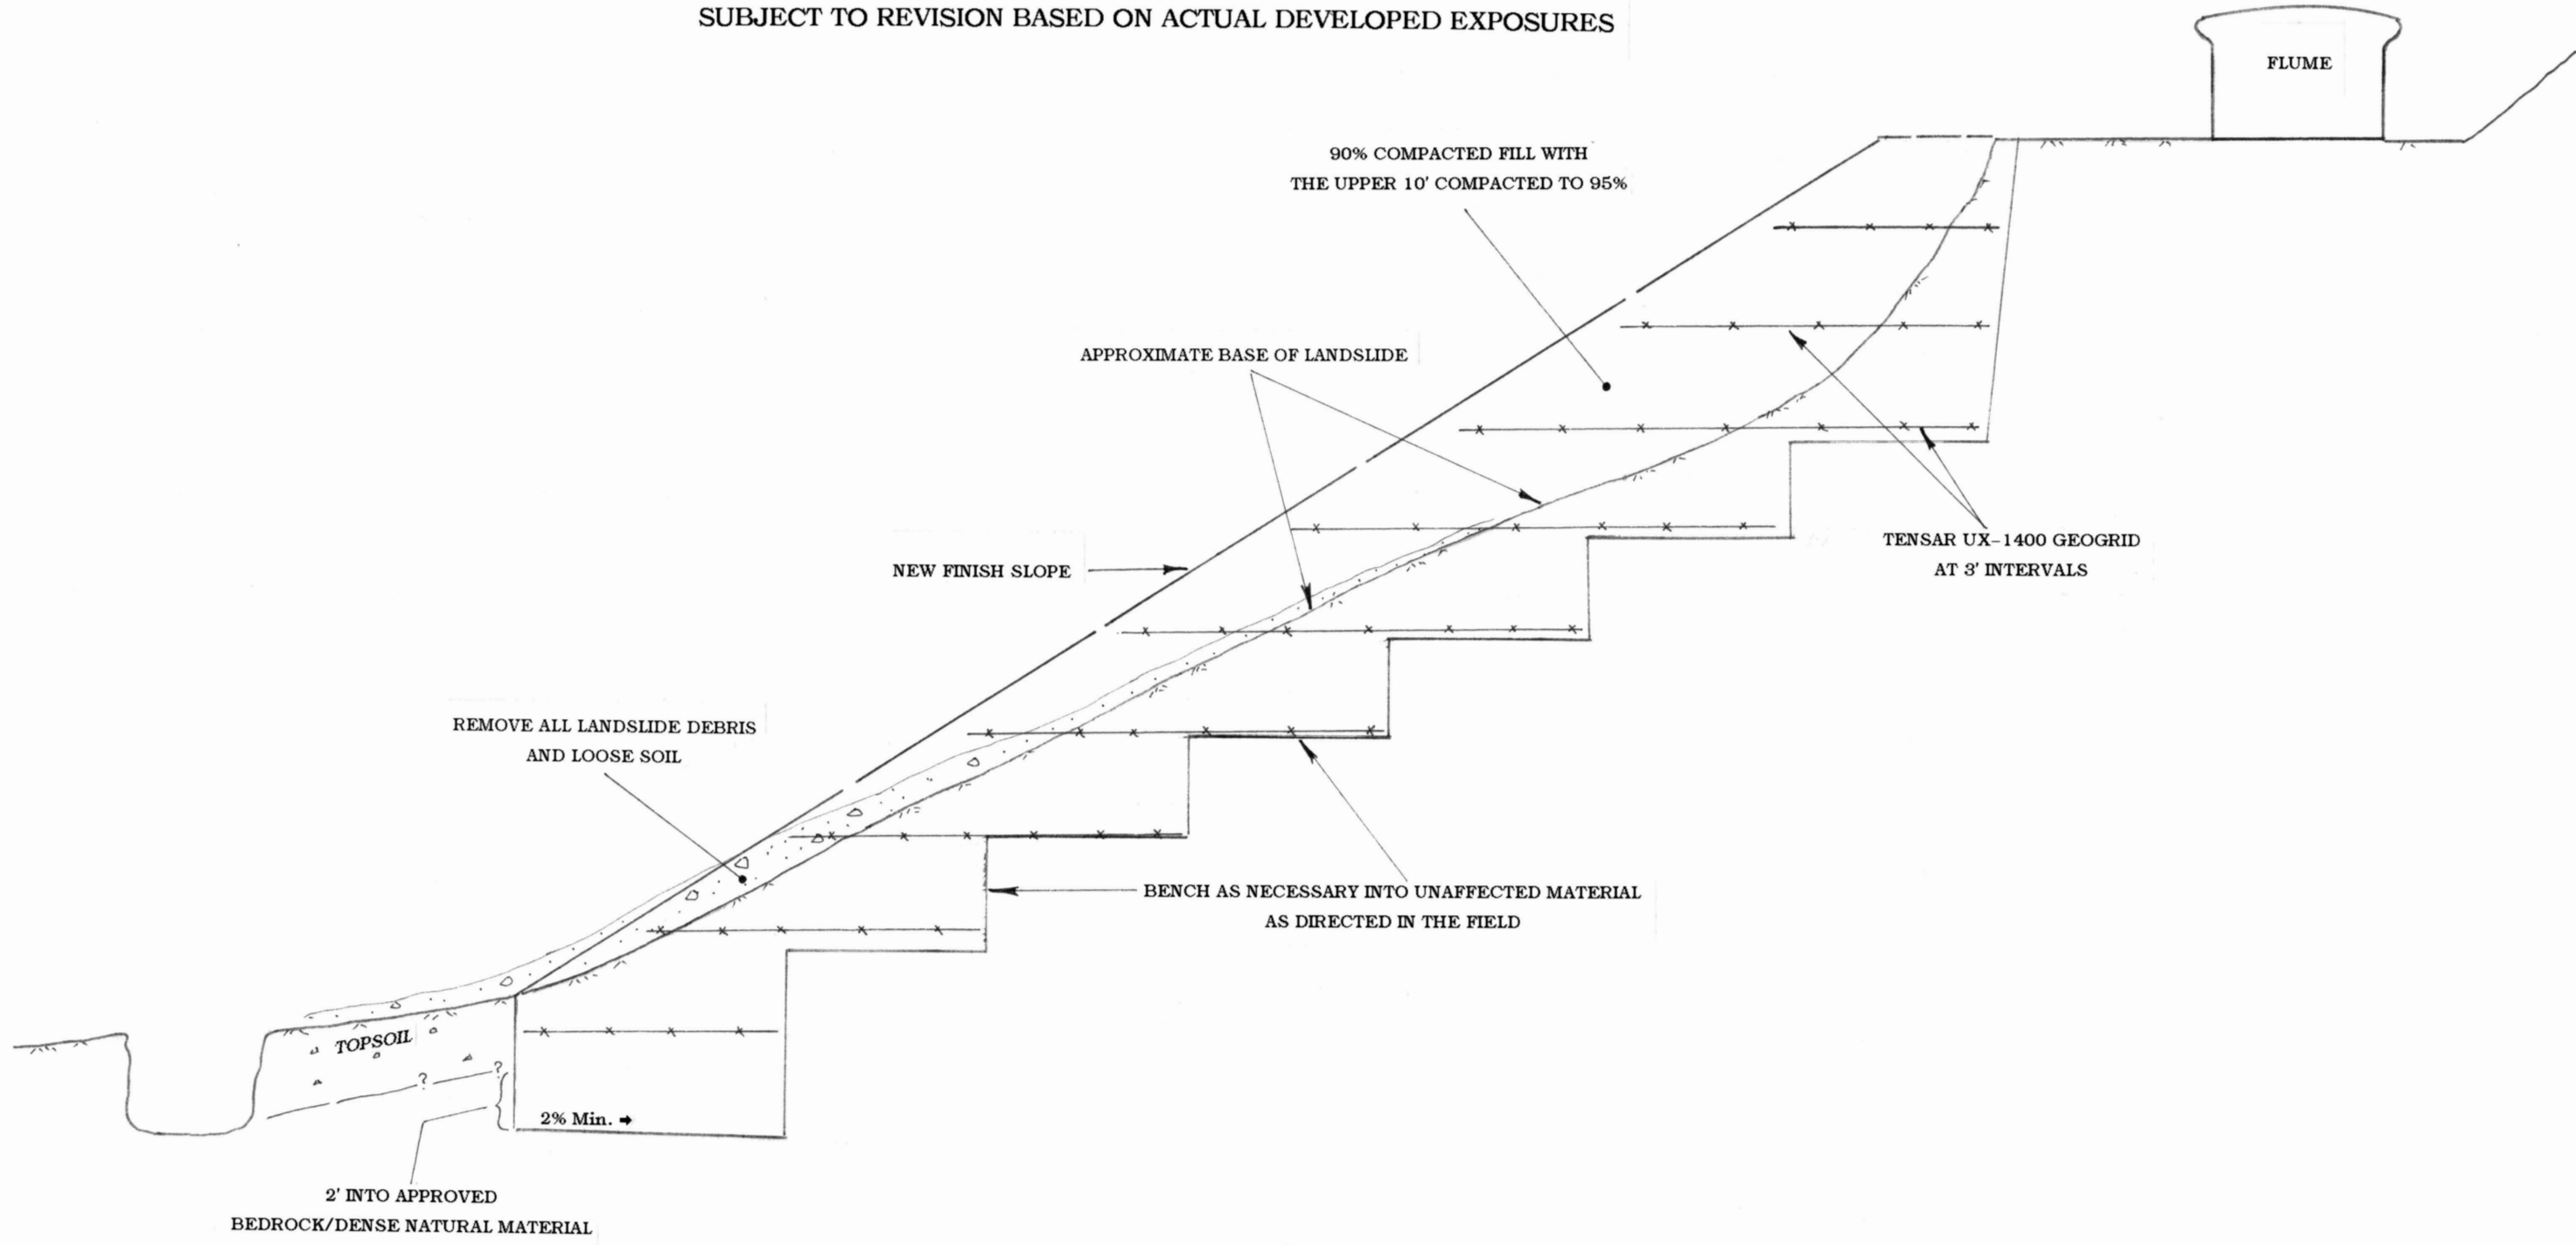 SUBJECT TO REVISION BASED ON ACTUAL DEVELOPED EXPOSURES
FLUME
90% COMPACTED FILL WITH
THE UPPER 10' COMPACTED TO 95%
APPROXIMATE BASE OF LANDSLIDE
TENSAR UX-1400 GEOGRID
AT 3' INTERVALS
NEW FINISH SLOPE
REMOVE ALL LANDSLIDE DEBRIS
AND LOOSE SOIL
BENCH AS NECESSARY INTO UNAFFECTED MATERIAL
AS DIRECTED IN THE FIELD
TOPSOIL
? ?
2% Min. →
2' INTO APPROVED
BEDROCK/DENSE NATURAL MATERIAL